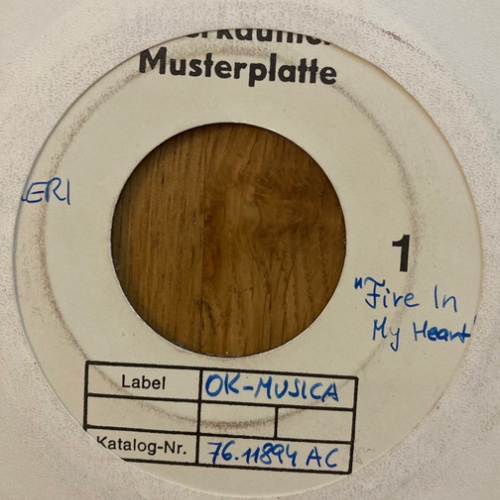 Musterplatte
ERI
1
"Fire In
My Heart"
Label OK-MUSICA
Katalog-Nr. 76.11894 AC